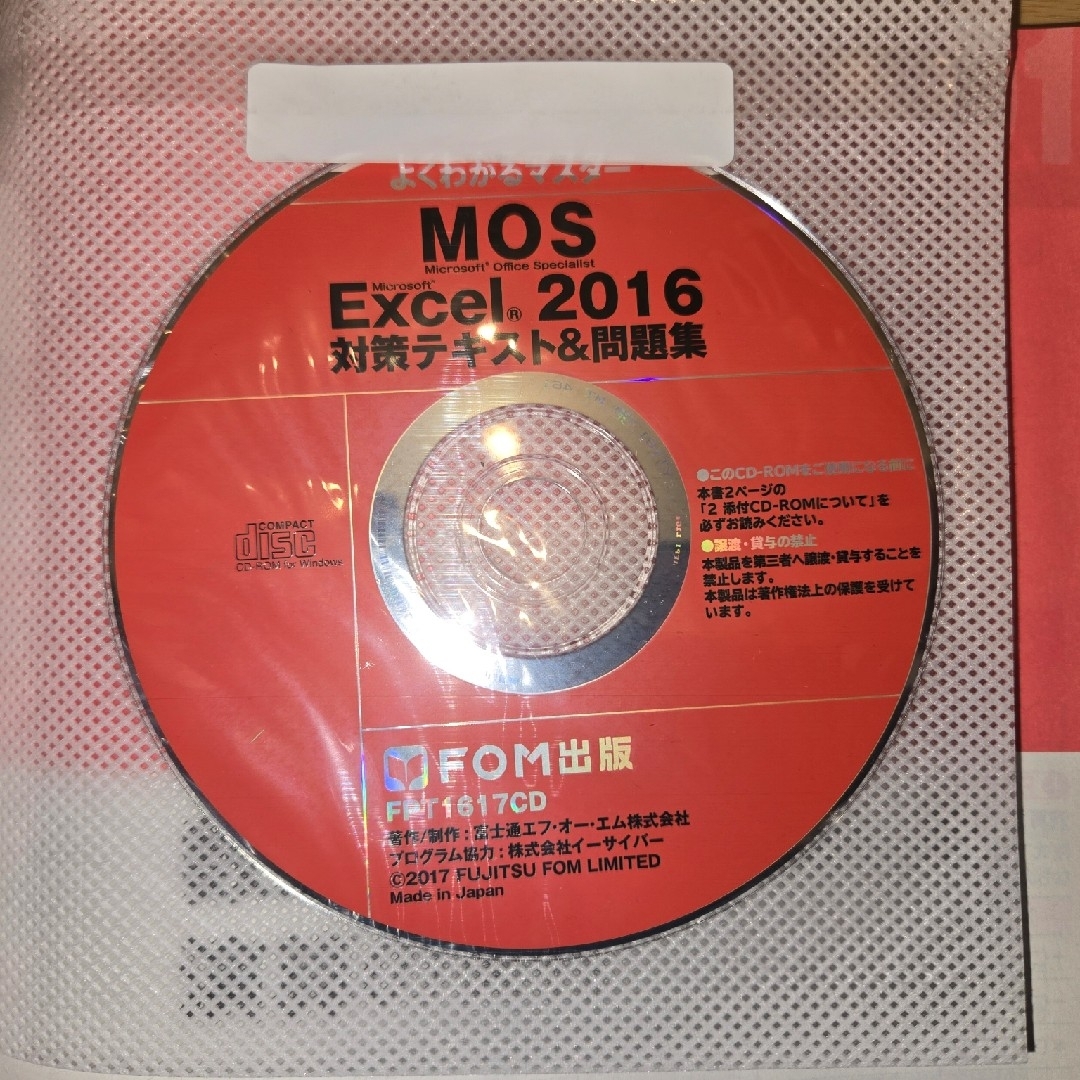 よくわかるマスター
MOS
Microsoft® Office Specialist
Microsoft®
Excel® 2016
対策テキスト&問題集
●このCD-ROMをご使用になる前に
本書2ページの
「2 添付CD-ROMについて」を
必ずお読みください。
●譲渡・貸与の禁止
本製品を第三者へ譲渡・貸与することを
禁止します。
本製品は著作権法上の保護を受けて
います。
COMPACT
disc
CD-ROM for Windows
FOM出版
FPT1617CD
著作/制作:富士通エフ・オー・エム株式会社
プログラム協力:株式会社イーサイバー
©2017 FUJITSU FOM LIMITED
Made in Japan